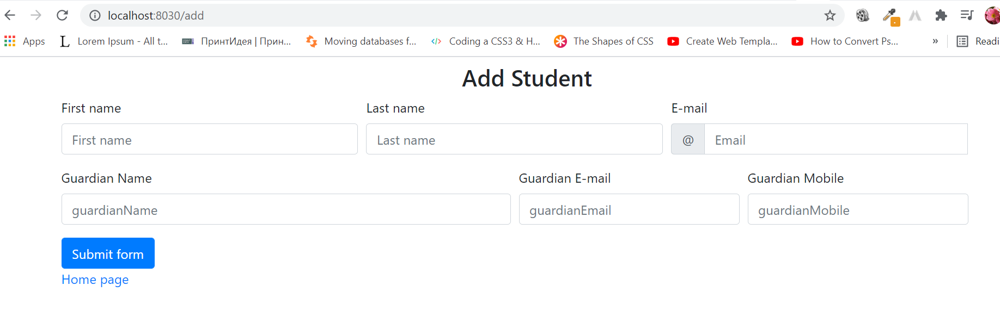 localhost:8030/add
Apps L Lorem Ipsum - All t... ПринтИдея | Прин... Moving databases f... </> Coding a CSS3 & H... The Shapes of CSS Create Web Templa... How to Convert Ps... » Readi
Add Student
First name Last name E-mail
First name Last name @ Email
Guardian Name Guardian E-mail Guardian Mobile
guardianName guardianEmail guardianMobile
Submit form
Home page